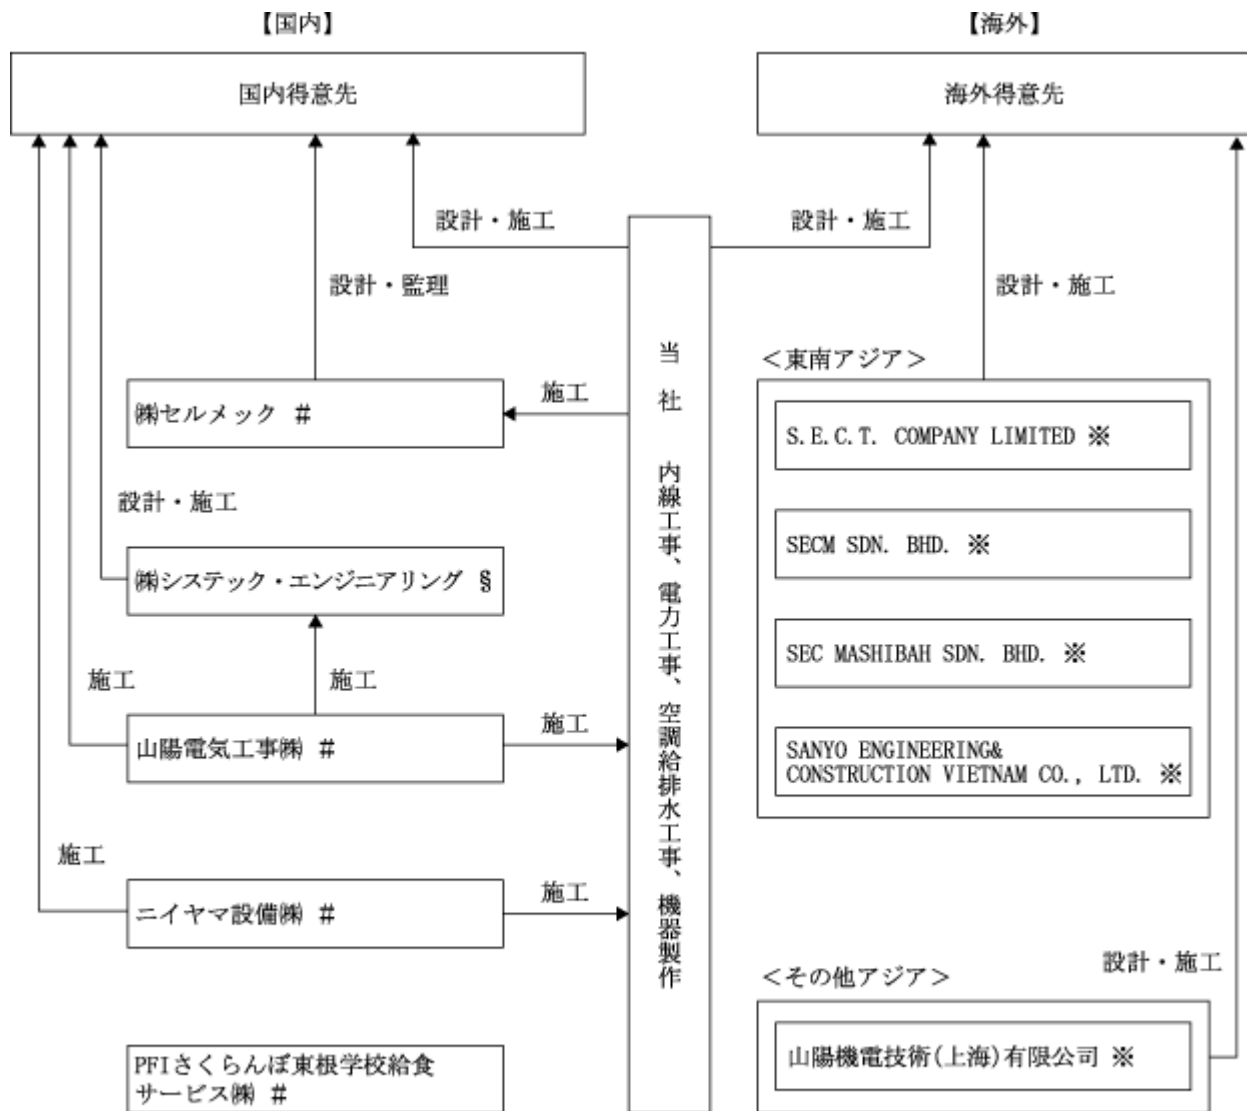 【国内】
【海外】
国内得意先
海外得意先
設計・施工
設計・施工
設計・監理
設計・施工
当社 内線工事、電力工事、空調給排水工事、機器製作
<東南アジア>
㈱セルメック #
施工
S.E.C.T. COMPANY LIMITED ※
設計・施工
SECM SDN. BHD. ※
㈱システック・エンジニアリング §
SEC MASHIBAH SDN. BHD. ※
施工
施工
山陽電気工事㈱ #
施工
SANYO ENGINEERING&
CONSTRUCTION VIETNAM CO., LTD. ※
施工
ニイヤマ設備㈱ #
施工
<その他アジア>
設計・施工
PFIさくらんぼ東根学校給食
サービス㈱ #
山陽機電技術(上海)有限公司 ※